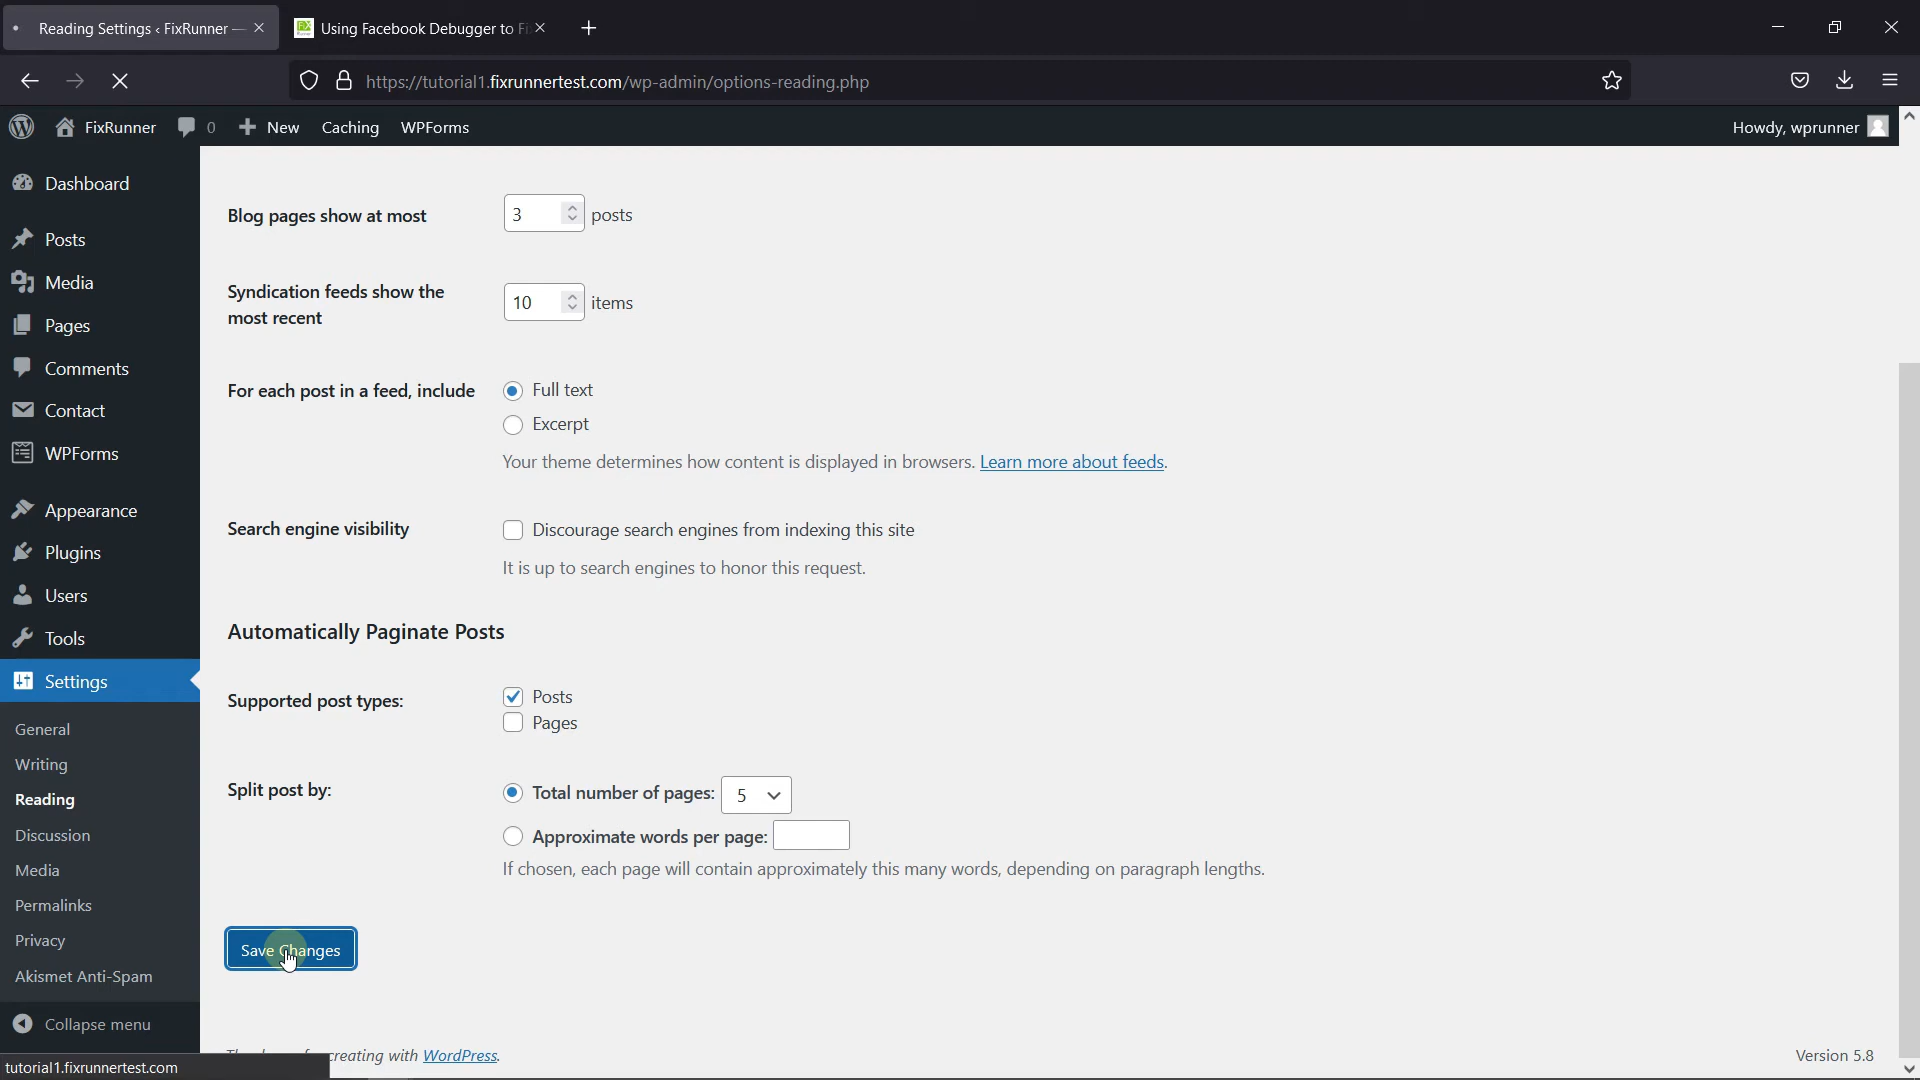 Reading Settings ‹ FixRunner —
Using Facebook Debugger to Fi
https://tutorial1.fixrunnertest.com/wp-admin/options-reading.php
FixRunner 0 New Caching WPForms Howdy, wprunner
Dashboard
Posts
Media
Pages
Comments
Contact
WPForms
Appearance
Plugins
Users
Tools
Settings
General
Writing
Reading
Discussion
Media
Permalinks
Privacy
Akismet Anti-Spam
Collapse menu
Blog pages show at most 3 posts
Syndication feeds show the
most recent
10 items
For each post in a feed, include
Full text
Excerpt
Your theme determines how content is displayed in browsers. Learn more about feeds.
Search engine visibility
Discourage search engines from indexing this site
It is up to search engines to honor this request.
Automatically Paginate Posts
Supported post types:
Posts
Pages
Split post by:
Total number of pages: 5
Approximate words per page:
If chosen, each page will contain approximately this many words, depending on paragraph lengths.
Save Changes
creating with WordPress.
Version 5.8
tutorial1.fixrunnertest.com